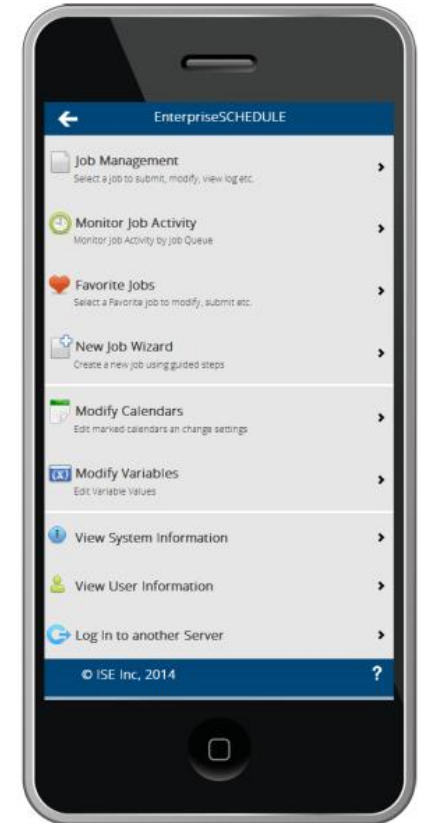 EnterpriseSCHEDULE
Job Management
Select a job to submit, modify, view log etc.
Monitor Job Activity
Monitor Job Activity by Job Queue
Favorite Jobs
Select a Favorite job to modify, submit etc.
New Job Wizard
Create a new job using guided steps
Modify Calendars
Edit marked calendars an change settings
(x) Modify Variables
Edit Variable Values
View System Information
View User Information
Log In to another Server
© ISE Inc, 2014 ?